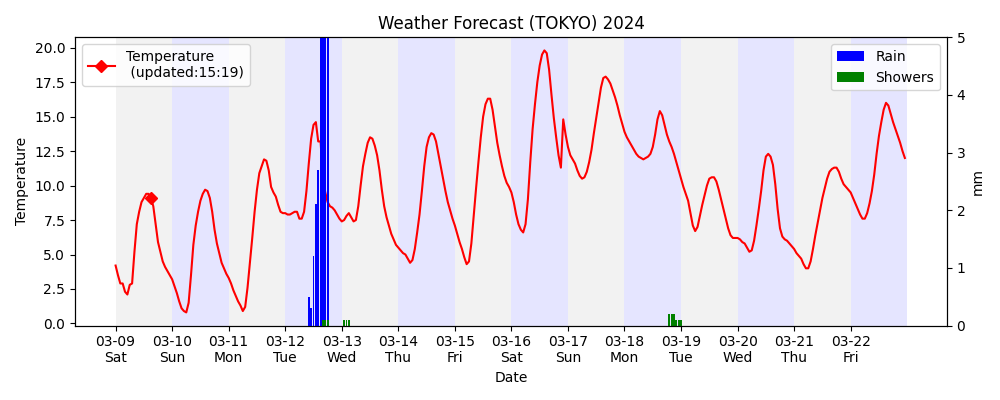 Weather Forecast (TOKYO) 2024
Temperature
(updated:15:19)
Rain
Showers
20.0
17.5
15.0
12.5
10.0
7.5
5.0
2.5
0.0
Temperature
5
4
3
2
1
0
mm
03-09 03-10 03-11 03-12 03-13 03-14 03-15 03-16 03-17 03-18 03-19 03-20 03-21 03-22
Sat Sun Mon Tue Wed Thu Fri Sat Sun Mon Tue Wed Thu Fri
Date